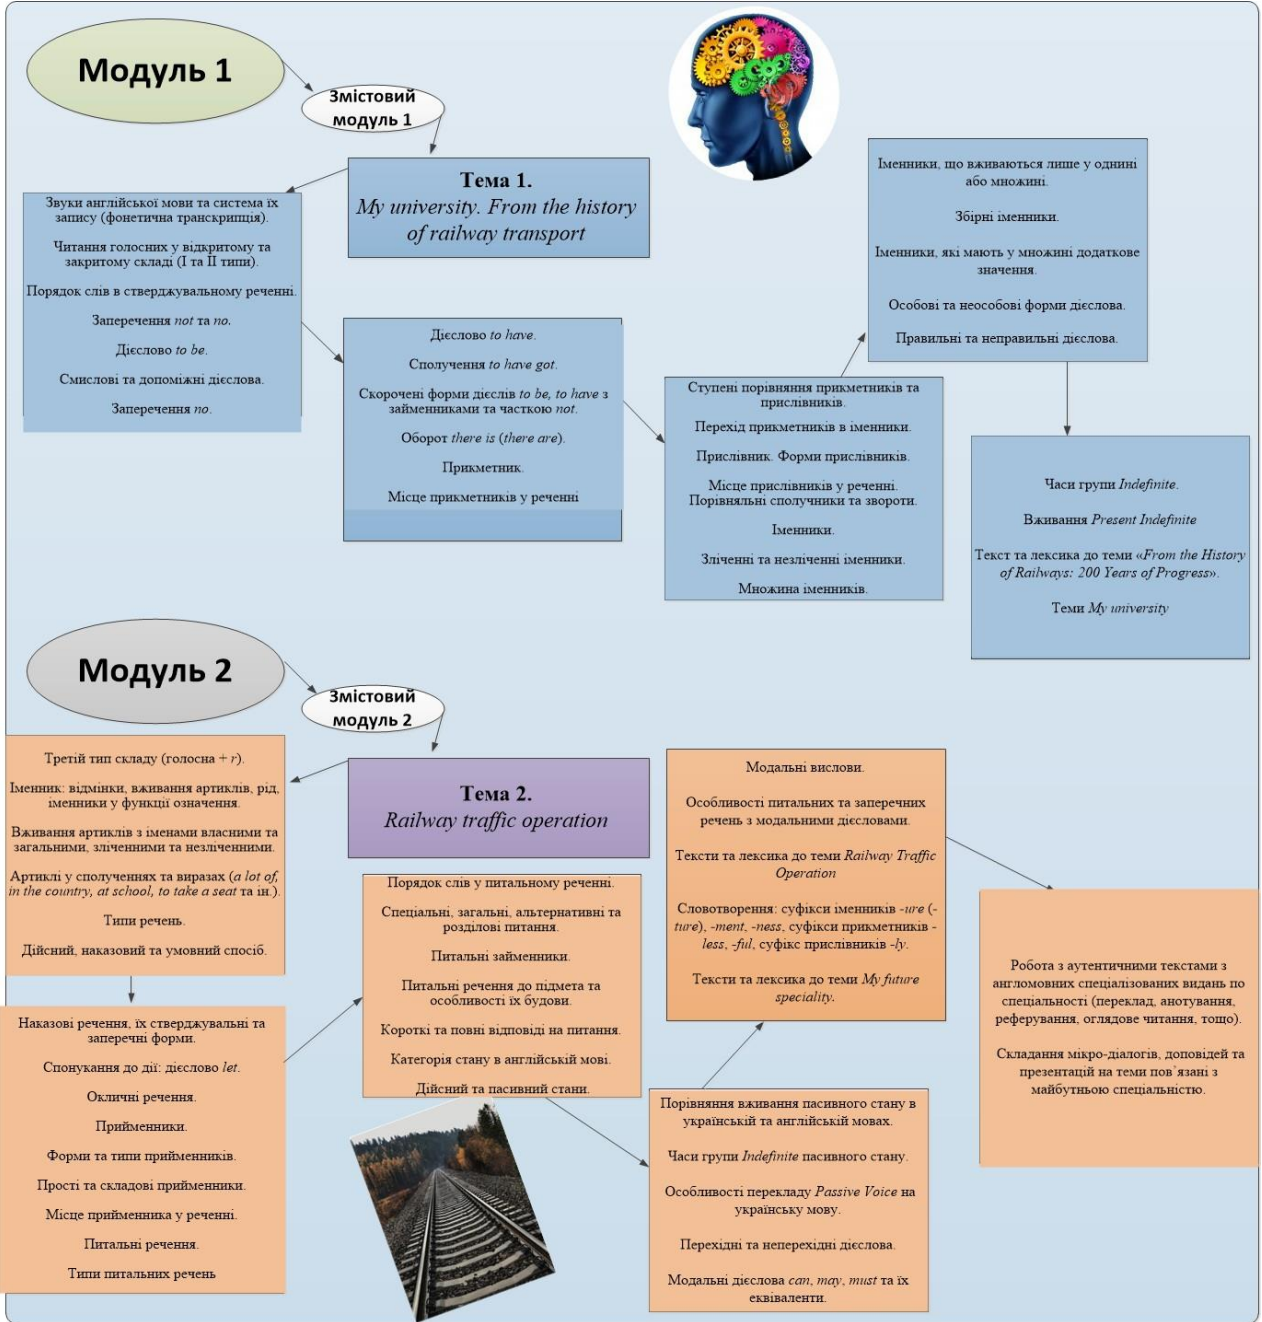 Модуль 1
Змістовий
модуль 1
Тема 1.
My university. From the history
of railway transport
Звуки англійської мови та система їх
запису (фонетична транскрипція).
Читання голосних у відкритому та
закритому складі (І та ІІ типи).
Порядок слів в стверджувальному реченні.
Заперечення not та no.
Дієслово to be.
Смислові та допоміжні дієслова.
Заперечення no.
Дієслово to have.
Сполучення to have got.
Скорочені форми дієслів to be, to have з
займенниками та часткою not.
Оборот there is (there are).
Прикметник.
Місце прикметників у реченні
Ступені порівняння прикметників та
прислівників.
Перехід прикметників в іменники.
Прислівник. Форми прислівників.
Місце прислівників у реченні.
Порівняльні сполучники та звороти.
Іменники.
Зліченні та незліченні іменники.
Множина іменників.
Іменники, що вживаються лише у однині
або множині.
Збірні іменники.
Іменники, які мають у множині додаткове
значення.
Особові та неособові форми дієслова.
Правильні та неправильні дієслова.
Часи групи Indefinite.
Вживання Present Indefinite
Текст та лексика до теми «From the History
of Railways: 200 Years of Progress».
Теми My university
Модуль 2
Змістовий
модуль 2
Тема 2.
Railway traffic operation
Третій тип складу (голосна + r).
Іменник: відмінки, вживання артиклів, рід,
іменники у функції означення.
Вживання артиклів з іменами власними та
загальними, зліченними та незліченними.
Артиклі у сполученнях та виразах (a lot of,
in the country, at school, to take a seat та ін.).
Типи речень.
Дійсний, наказовий та умовний спосіб.
Наказові речення, їх стверджувальні та
заперечні форми.
Спонукання до дії: дієслово let.
Окличні речення.
Прийменники.
Форми та типи прийменників.
Прості та складові прийменники.
Місце прийменника у реченні.
Питальні речення.
Типи питальних речень
Порядок слів у питальному реченні.
Спеціальні, загальні, альтернативні та
розділові питання.
Питальні займенники.
Питальні речення до підмета та
особливості їх будови.
Короткі та повні відповіді на питання.
Категорія стану в англійській мові.
Дійсний та пасивний стани.
Порівняння вживання пасивного стану в
українській та англійській мовах.
Часи групи Indefinite пасивного стану.
Особливості перекладу Passive Voice на
українську мову.
Перехідні та неперехідні дієслова.
Модальні дієслова can, may, must та їх
еквіваленти.
Модальні вислови.
Особливості питальних та заперечних
речень з модальними дієсловами.
Тексти та лексика до теми Railway Traffic
Operation
Словотворення: суфікси іменників -ure (-
ture), -ment, -ness, суфікси прикметників -
less, -ful, суфікс прислівників -ly.
Тексти та лексика до теми My future
speciality.
Робота з аутентичними текстами з
англомовних спеціалізованих видань по
спеціальності (переклад, анотування,
реферування, оглядове читання, тощо).
Складання мікро-діалогів, доповідей та
презентацій на теми пов᾽язані з
майбутньою спеціальністю.